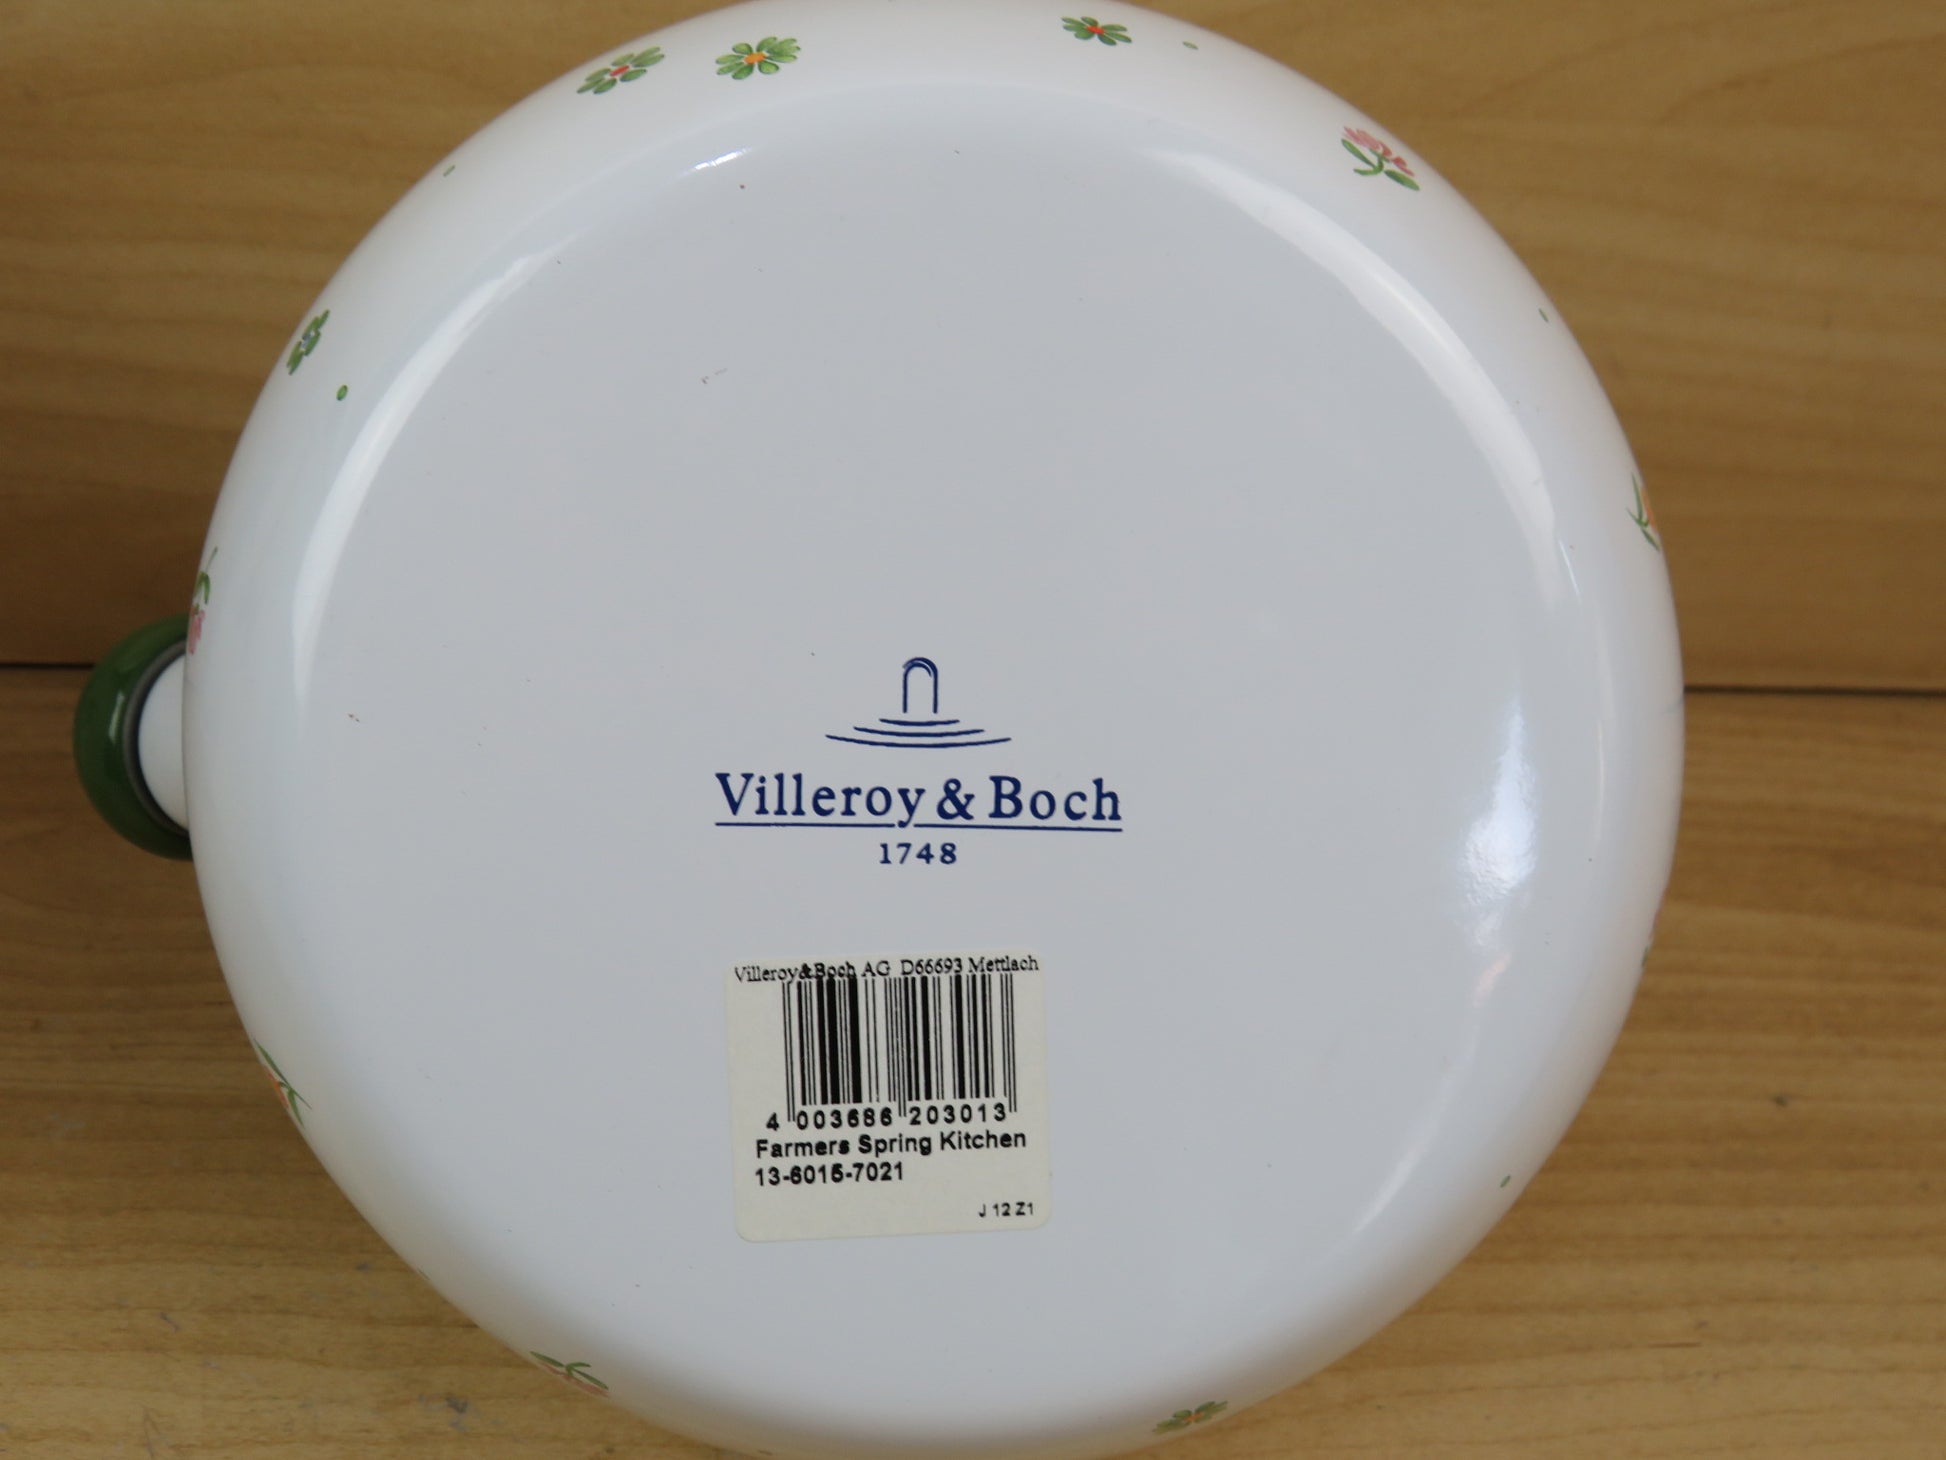 Villeroy & Boch
1748
Villeroy&Boch AG D66693 Mettlach
4 003686 203013
Farmers Spring Kitchen
13-6015-7021
J 12 Z1